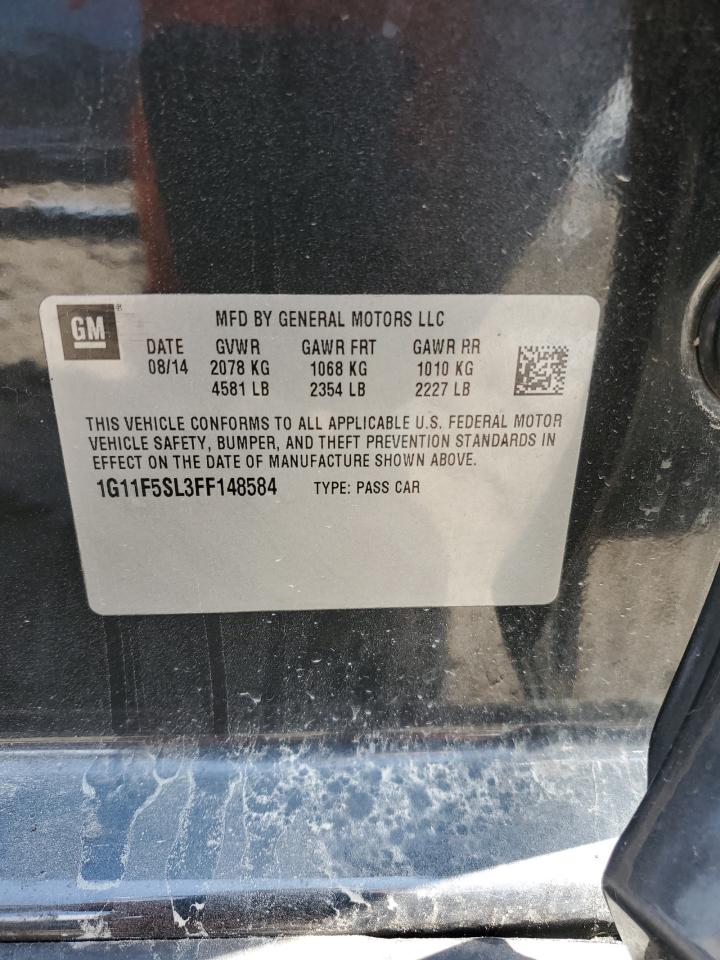 GM ®
MFD BY GENERAL MOTORS LLC
DATE GVWR GAWR FRT GAWR RR
08/14 2078 KG 1068 KG 1010 KG
4581 LB 2354 LB 2227 LB
THIS VEHICLE CONFORMS TO ALL APPLICABLE U.S. FEDERAL MOTOR
VEHICLE SAFETY, BUMPER, AND THEFT PREVENTION STANDARDS IN
EFFECT ON THE DATE OF MANUFACTURE SHOWN ABOVE.
1G11F5SL3FF148584 TYPE: PASS CAR